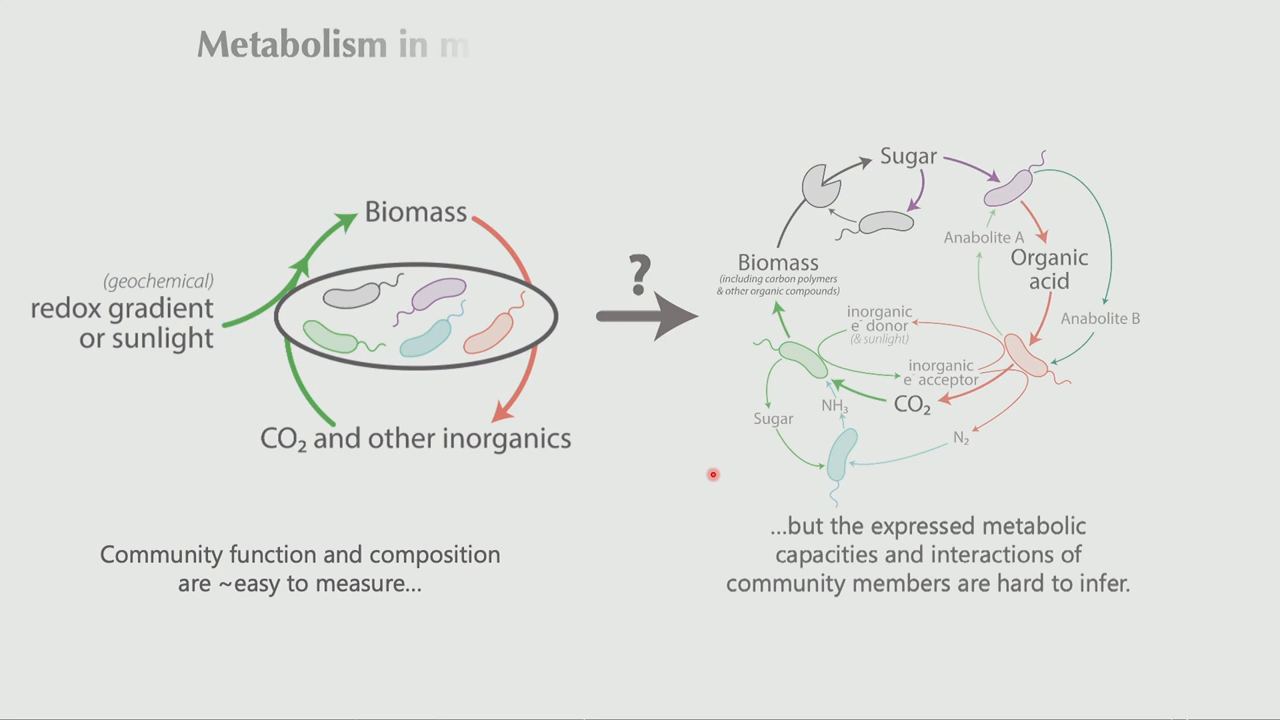 Metabolism in m
Biomass
(geochemical)
redox gradient
or sunlight
CO₂ and other inorganics
Community function and composition
are ~easy to measure...
?
Sugar
Anabolite A
Organic
acid
Biomass
(including carbon polymers
& other organic compounds)
inorganic
e⁻ donor
(& sunlight)
Anabolite B
inorganic
e⁻ acceptor
CO₂
NH₃
Sugar
N₂
...but the expressed metabolic
capacities and interactions of
community members are hard to infer.